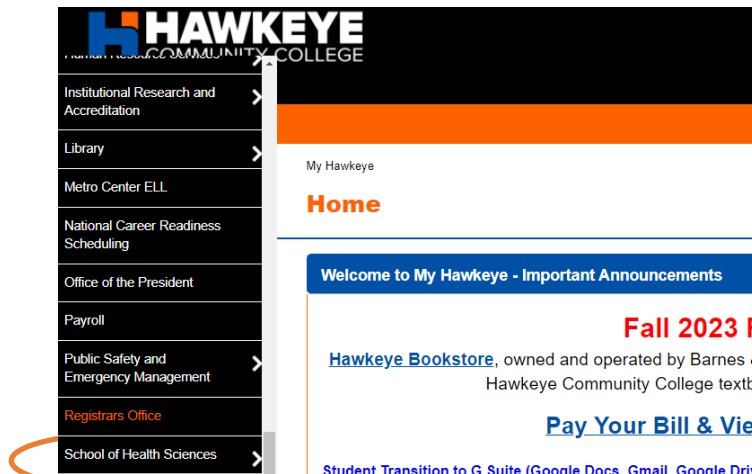 HAWKEYE
COMMUNITY COLLEGE
Human Resource Services
Institutional Research and
Accreditation
Library
Metro Center ELL
National Career Readiness
Scheduling
Office of the President
Payroll
Public Safety and
Emergency Management
Registrars Office
School of Health Sciences
My Hawkeye
Home
Welcome to My Hawkeye - Important Announcements
Fall 2023
Hawkeye Bookstore, owned and operated by Barnes &
Hawkeye Community College
Pay Your Bill &
Student Transition to G Suite (Google Docs, Gmail, Google